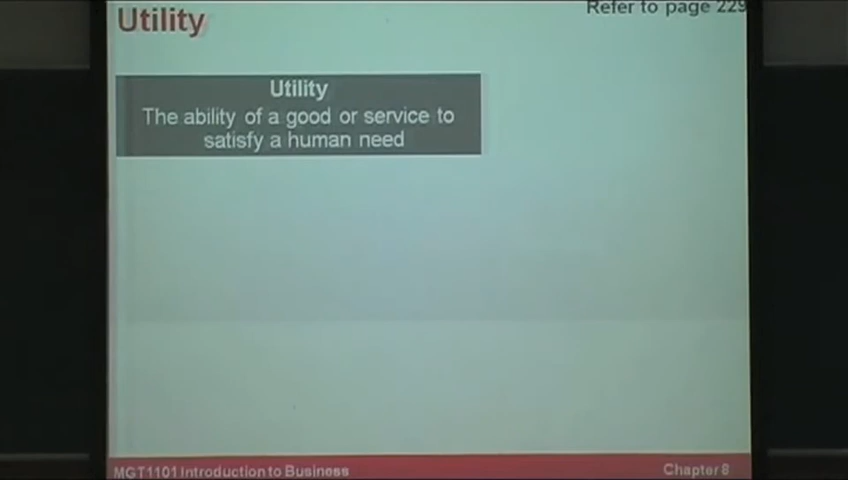 Utility
Refer to page 229
Utility
The ability of a good or service to
satisfy a human need
MGT1101 Introduction to Business
Chapter 8